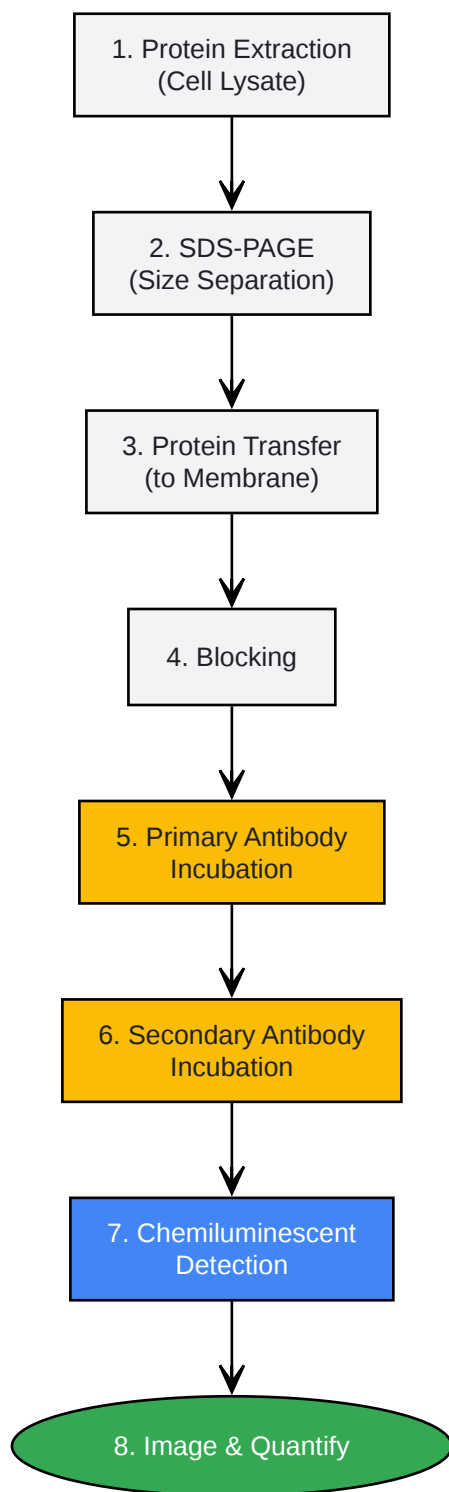 1. Protein Extraction
(Cell Lysate)
2. SDS-PAGE
(Size Separation)
3. Protein Transfer
(to Membrane)
4. Blocking
5. Primary Antibody
Incubation
6. Secondary Antibody
Incubation
7. Chemiluminescent
Detection
8. Image & Quantify